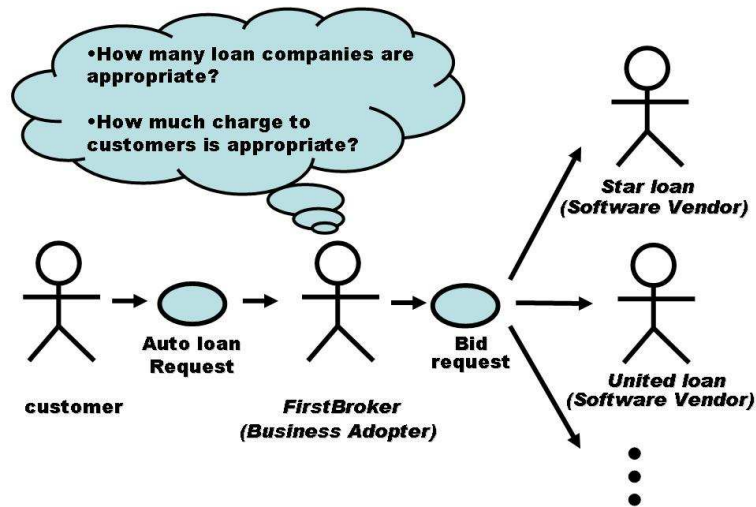 •How many loan companies are
appropriate?
•How much charge to
customers is appropriate?
Star loan
(Software Vendor)
Auto loan
Request
Bid
request
customer
FirstBroker
(Business Adopter)
United loan
(Software Vendor)